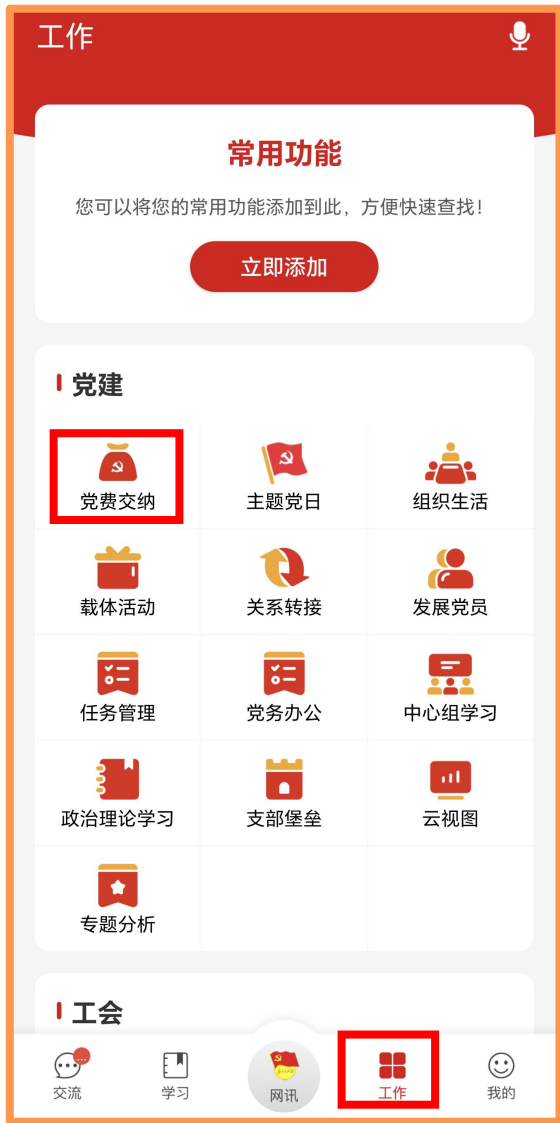 工作
常用功能
您可以将您的常用功能添加到此，方便快速查找！
立即添加
党建
党费交纳 主题党日 组织生活
载体活动 关系转接 发展党员
任务管理 党务办公 中心组学习
政治理论学习 支部堡垒 云视图
专题分析
工会
交流 学习 网讯 工作 我的